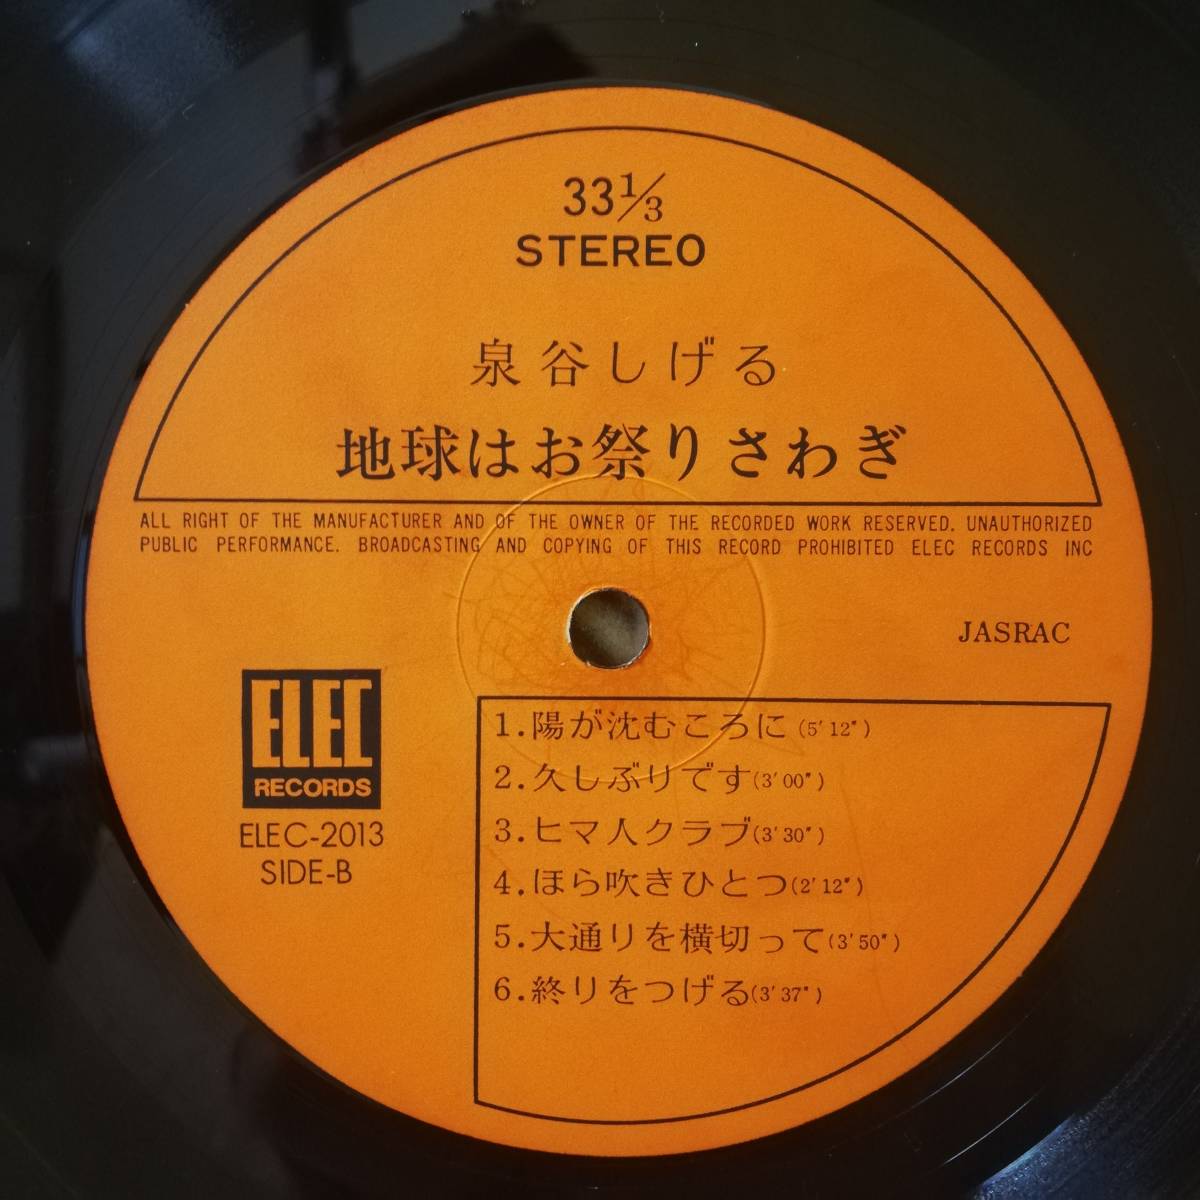 33⅓
STEREO
泉谷しげる
地球はお祭りさわぎ
ALL RIGHT OF THE MANUFACTURER AND OF THE OWNER OF THE RECORDED WORK RESERVED. UNAUTHORIZED
PUBLIC PERFORMANCE. BROADCASTING AND COPYING OF THIS RECORD PROHIBITED ELEC RECORDS INC
JASRAC
ELEC
RECORDS
ELEC-2013
SIDE-B
1.陽が沈むころに(5'12")
2.久しぶりです(3'00")
3.ヒマ人クラブ(3'30")
4.ほら吹きひとつ(2'12")
5.大通りを横切って(3'50")
6.終りをつげる(3'37")